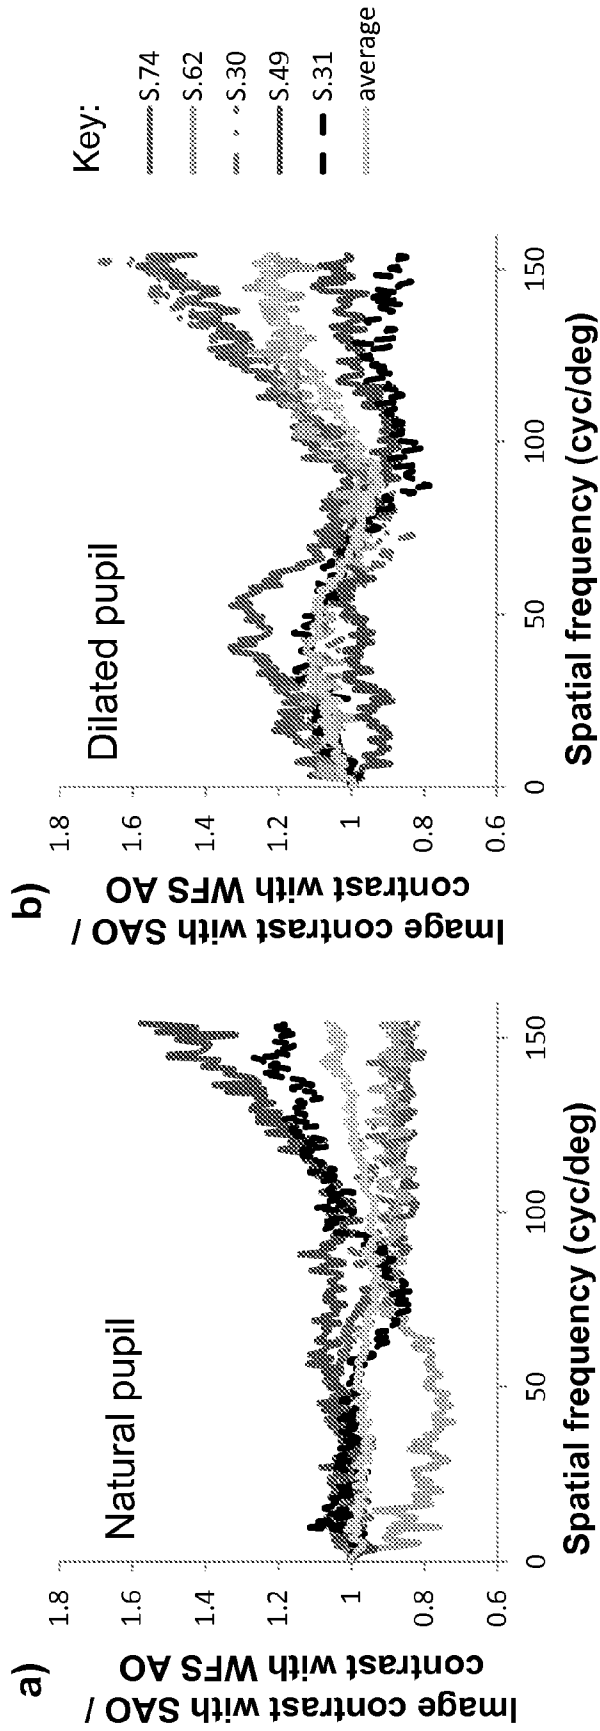 a)
Natural pupil
Image contrast with SAO /
contrast with WFS AO
1.8
1.6
1.4
1.2
1
0.8
0.6
0
50
100
150
Spatial frequency (cyc/deg)
b)
Dilated pupil
Image contrast with SAO /
contrast with WFS AO
1.8
1.6
1.4
1.2
1
0.8
0.6
0
50
100
150
Spatial frequency (cyc/deg)
Key:
S.74
S.62
S.30
S.49
S.31
average